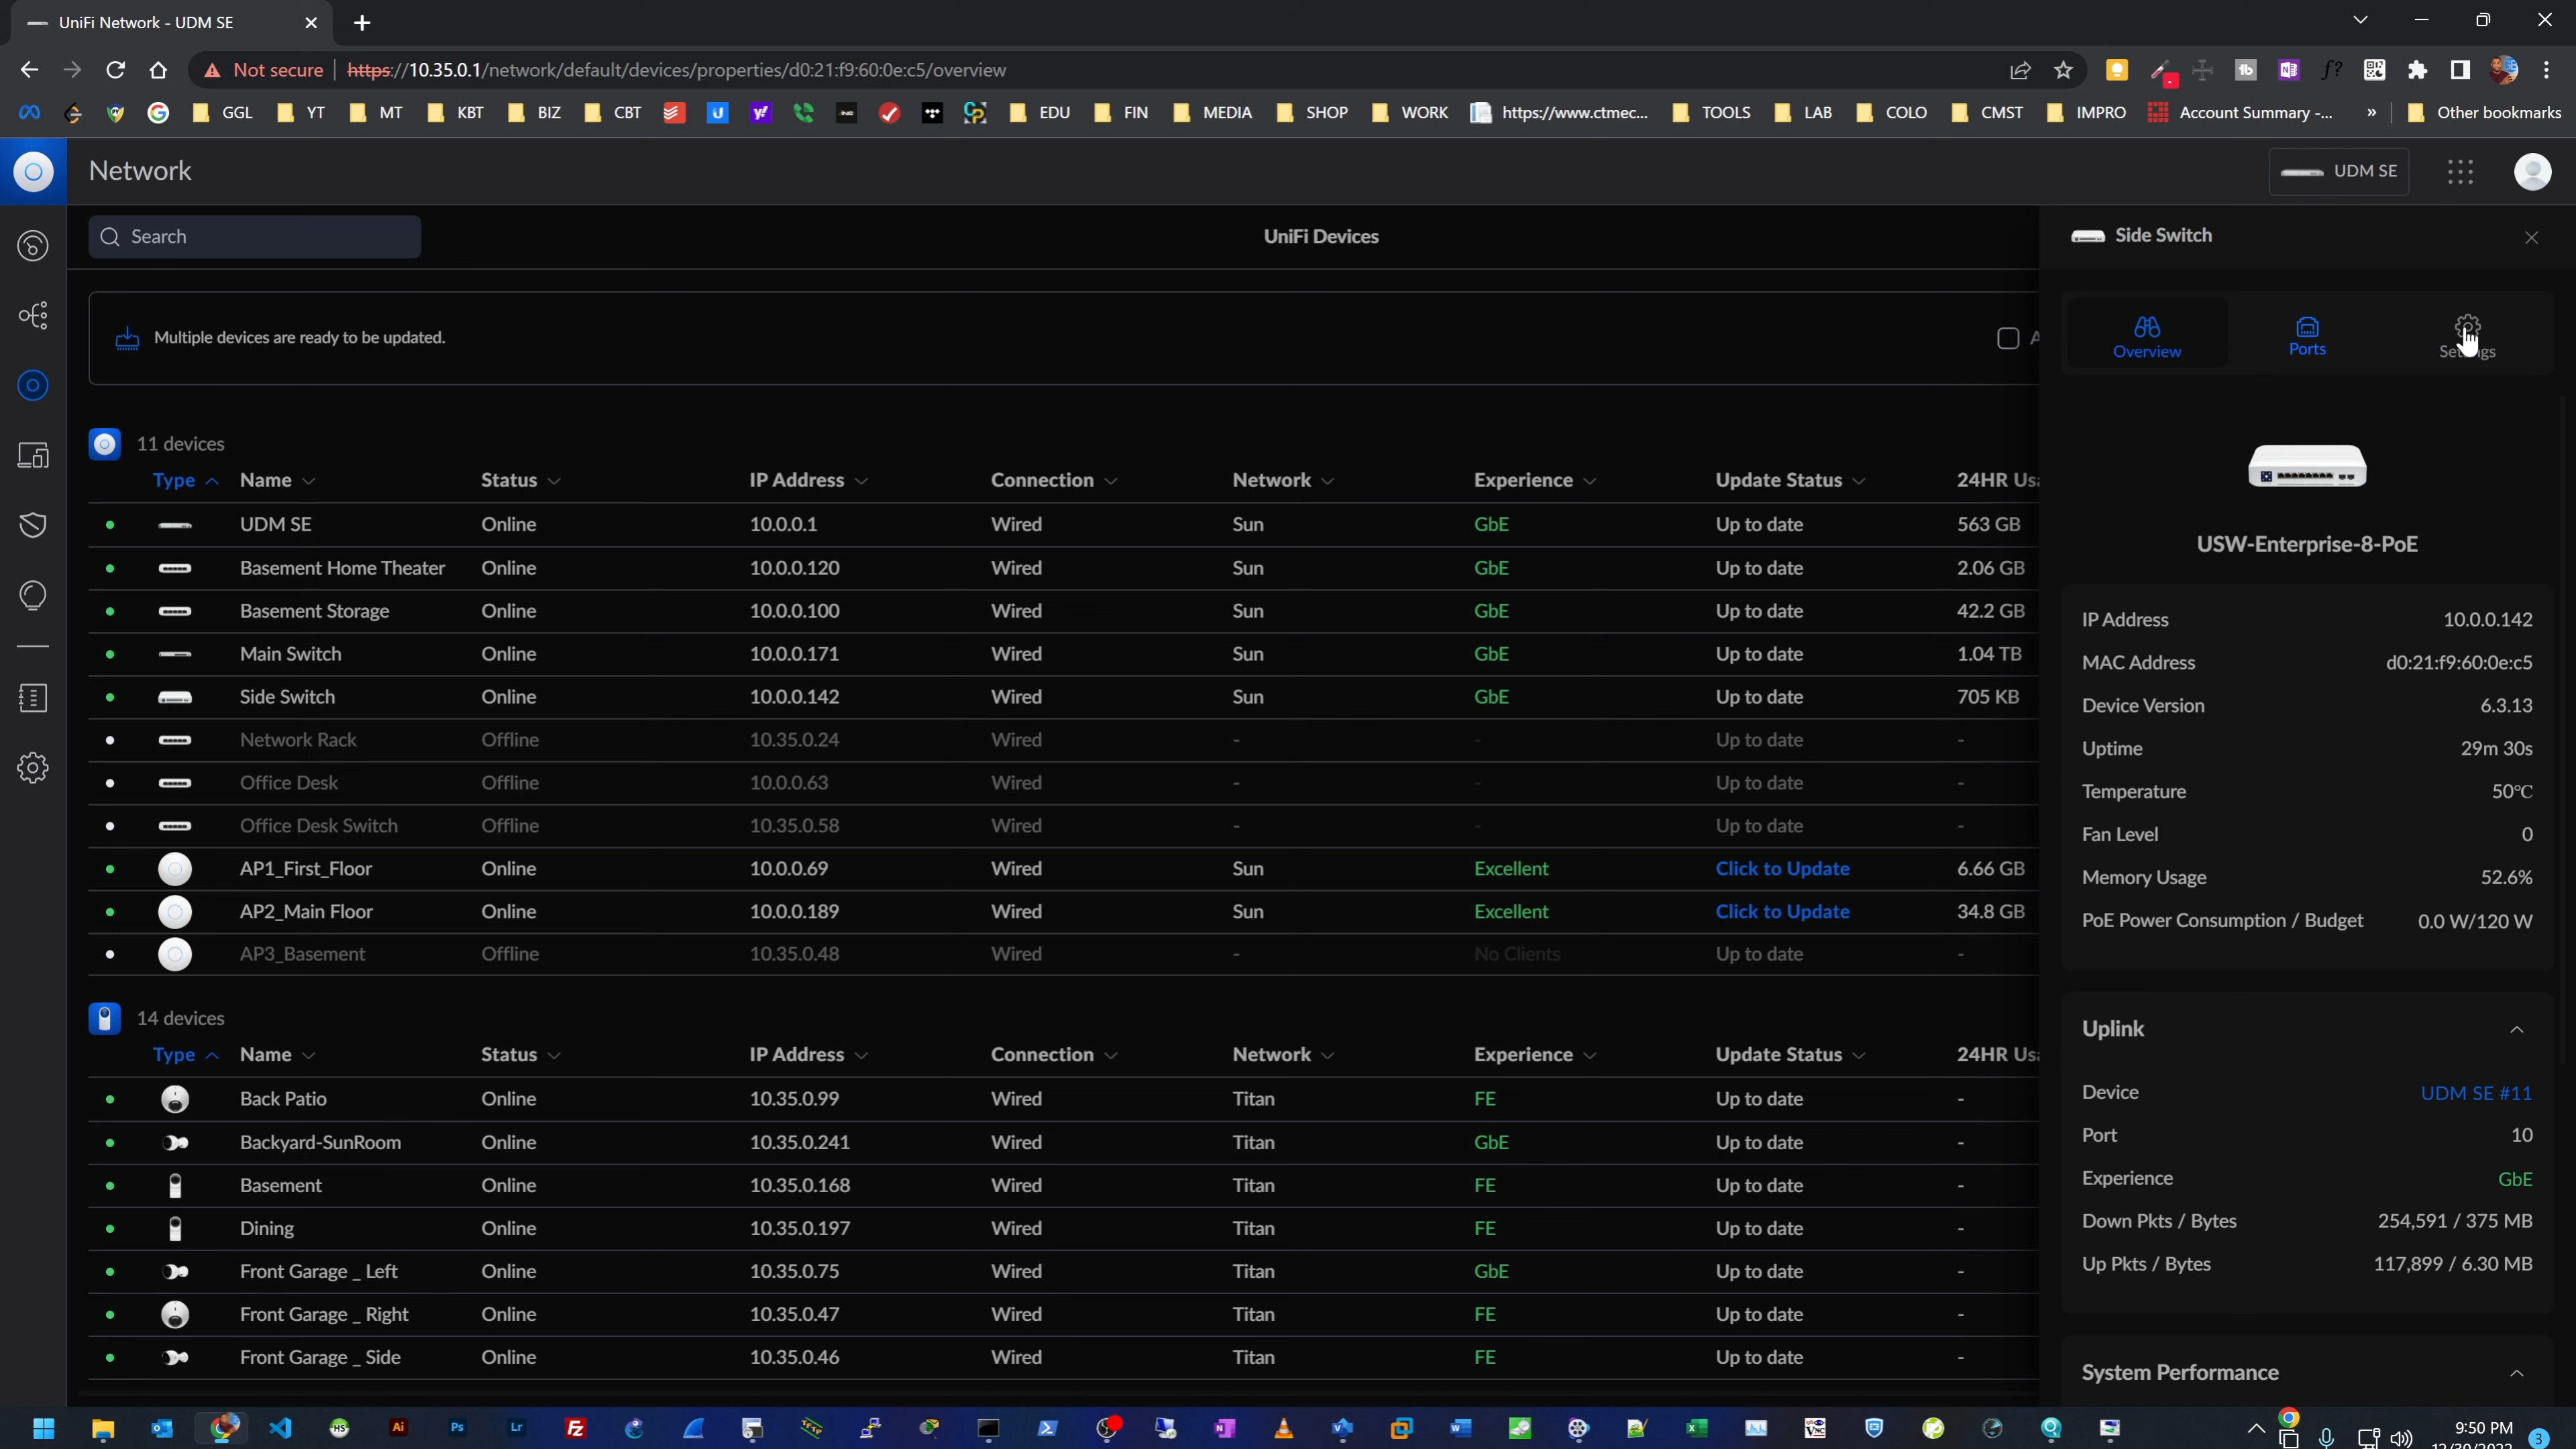 UniFi Network - UDM SE
Not secure https://10.35.0.1/network/default/devices/properties/d0:21:f9:60:0e:c5/overview
GGL YT MT KBT BIZ CBT EDU FIN MEDIA SHOP WORK https://www.ctmec... TOOLS LAB COLO CMST IMPRO Account Summary -... » Other bookmarks
Network UDM SE
Search UniFi Devices Side Switch
Multiple devices are ready to be updated.
Overview Ports
11 devices
Type Name Status IP Address Connection Network Experience Update Status 24HR
UDM SE Online 10.0.0.1 Wired Sun GbE Up to date 563 GB
Basement Home Theater Online 10.0.0.120 Wired Sun GbE Up to date 2.06 GB
Basement Storage Online 10.0.0.100 Wired Sun GbE Up to date 42.2 GB
Main Switch Online 10.0.0.171 Wired Sun GbE Up to date 1.04 TB
Side Switch Online 10.0.0.142 Wired Sun GbE Up to date 705 KB
Network Rack Offline 10.35.0.24 Wired - - Up to date -
Office Desk Offline 10.0.0.63 Wired - - Up to date -
Office Desk Switch Offline 10.35.0.58 Wired - - Up to date -
AP1_First_Floor Online 10.0.0.69 Wired Sun Excellent Click to Update 6.66 GB
AP2_Main Floor Online 10.0.0.189 Wired Sun Excellent Click to Update 34.8 GB
AP3_Basement Offline 10.35.0.48 Wired - No Clients Up to date -
14 devices
Type Name Status IP Address Connection Network Experience Update Status 24HR
Back Patio Online 10.35.0.99 Wired Titan FE Up to date -
Backyard-SunRoom Online 10.35.0.241 Wired Titan GbE Up to date -
Basement Online 10.35.0.168 Wired Titan FE Up to date -
Dining Online 10.35.0.197 Wired Titan FE Up to date -
Front Garage _ Left Online 10.35.0.75 Wired Titan GbE Up to date -
Front Garage _ Right Online 10.35.0.47 Wired Titan FE Up to date -
Front Garage _ Side Online 10.35.0.46 Wired Titan FE Up to date -
USW-Enterprise-8-PoE
IP Address 10.0.0.142
MAC Address d0:21:f9:60:0e:c5
Device Version 6.3.13
Uptime 29m 30s
Temperature 50°C
Fan Level 0
Memory Usage 52.6%
PoE Power Consumption / Budget 0.0 W/120 W
Uplink
Device UDM SE #11
Port 10
Experience GbE
Down Pkts / Bytes 254,591 / 375 MB
Up Pkts / Bytes 117,899 / 6.30 MB
System Performance
9:50 PM
3